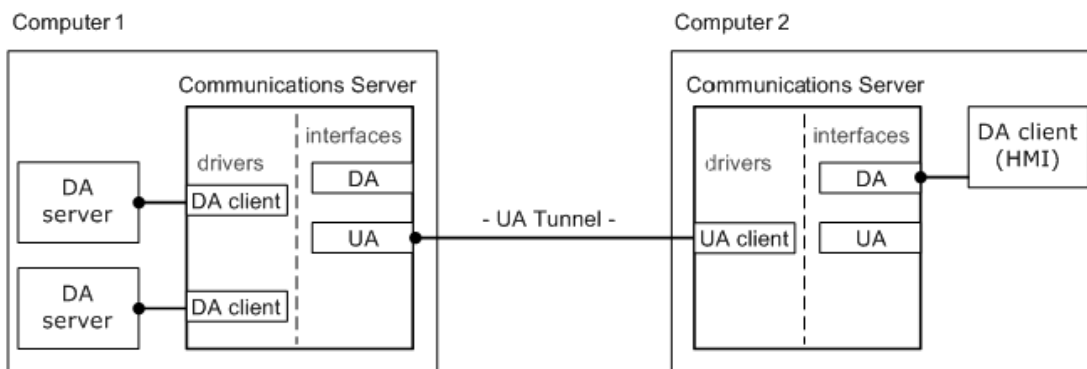 Computer 1
Computer 2
Communications Server
Communications Server
interfaces
drivers
DA
server
DA client
DA
UA
DA
server
DA client
- UA Tunnel -
interfaces
drivers
DA
UA client
UA
DA client
(HMI)